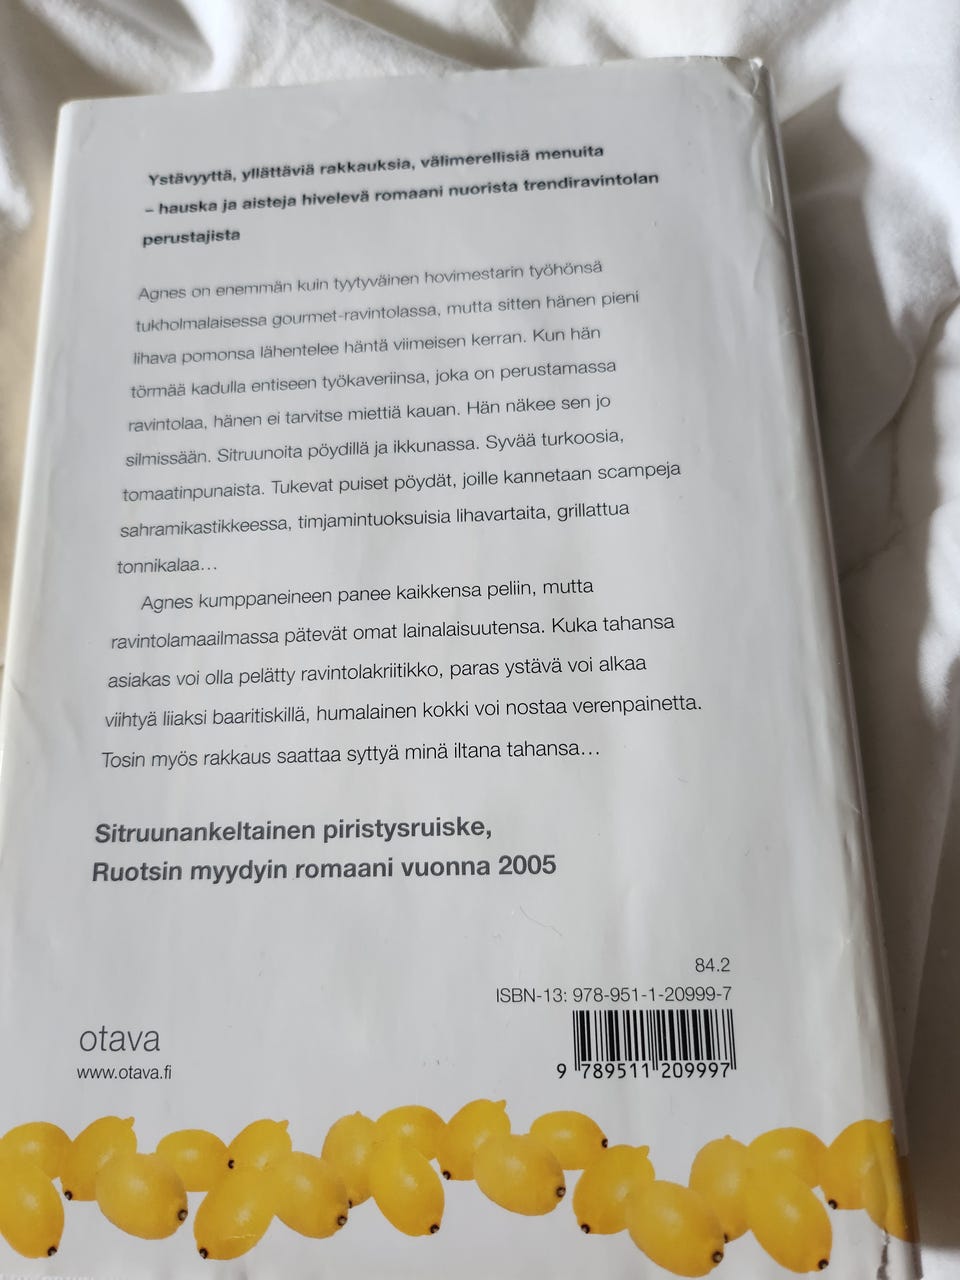 Ystävyyttä, yllättäviä rakkauksia, välimerellisiä menuita
– hauska ja aisteja hivelevä romaani nuorista trendiravintolan
perustajista
Agnes on enemmän kuin tyytyväinen hovimestarin työhönsä
tukholmalaisessa gourmet-ravintolassa, mutta sitten hänen pieni
lihava pomonsa lähentelee häntä viimeisen kerran. Kun hän
törmää kadulla entiseen työkaveriinsa, joka on perustamassa
ravintolaa, hänen ei tarvitse miettiä kauan. Hän näkee sen jo
silmissään. Sitruunoita pöydillä ja ikkunassa. Syvää turkoosia,
tomaatinpunaista. Tukevat puiset pöydät, joille kannetaan scampeja
sahramikastikkeessa, timjamintuoksuisia lihavartaita, grillattua
tonnikalaa...
Agnes kumppaneineen panee kaikkensa peliin, mutta
ravintolamaailmassa pätevät omat lainalaisuutensa. Kuka tahansa
asiakas voi olla pelätty ravintolakriitikko, paras ystävä voi alkaa
viihtyä liiaksi baaritiskillä, humalainen kokki voi nostaa verenpainetta.
Tosin myös rakkaus saattaa syttyä minä iltana tahansa...
Sitruunankeltainen piristysruiske,
Ruotsin myydyin romaani vuonna 2005
84.2
ISBN-13: 978-951-1-20999-7
otava
www.otava.fi
9 789511 209997